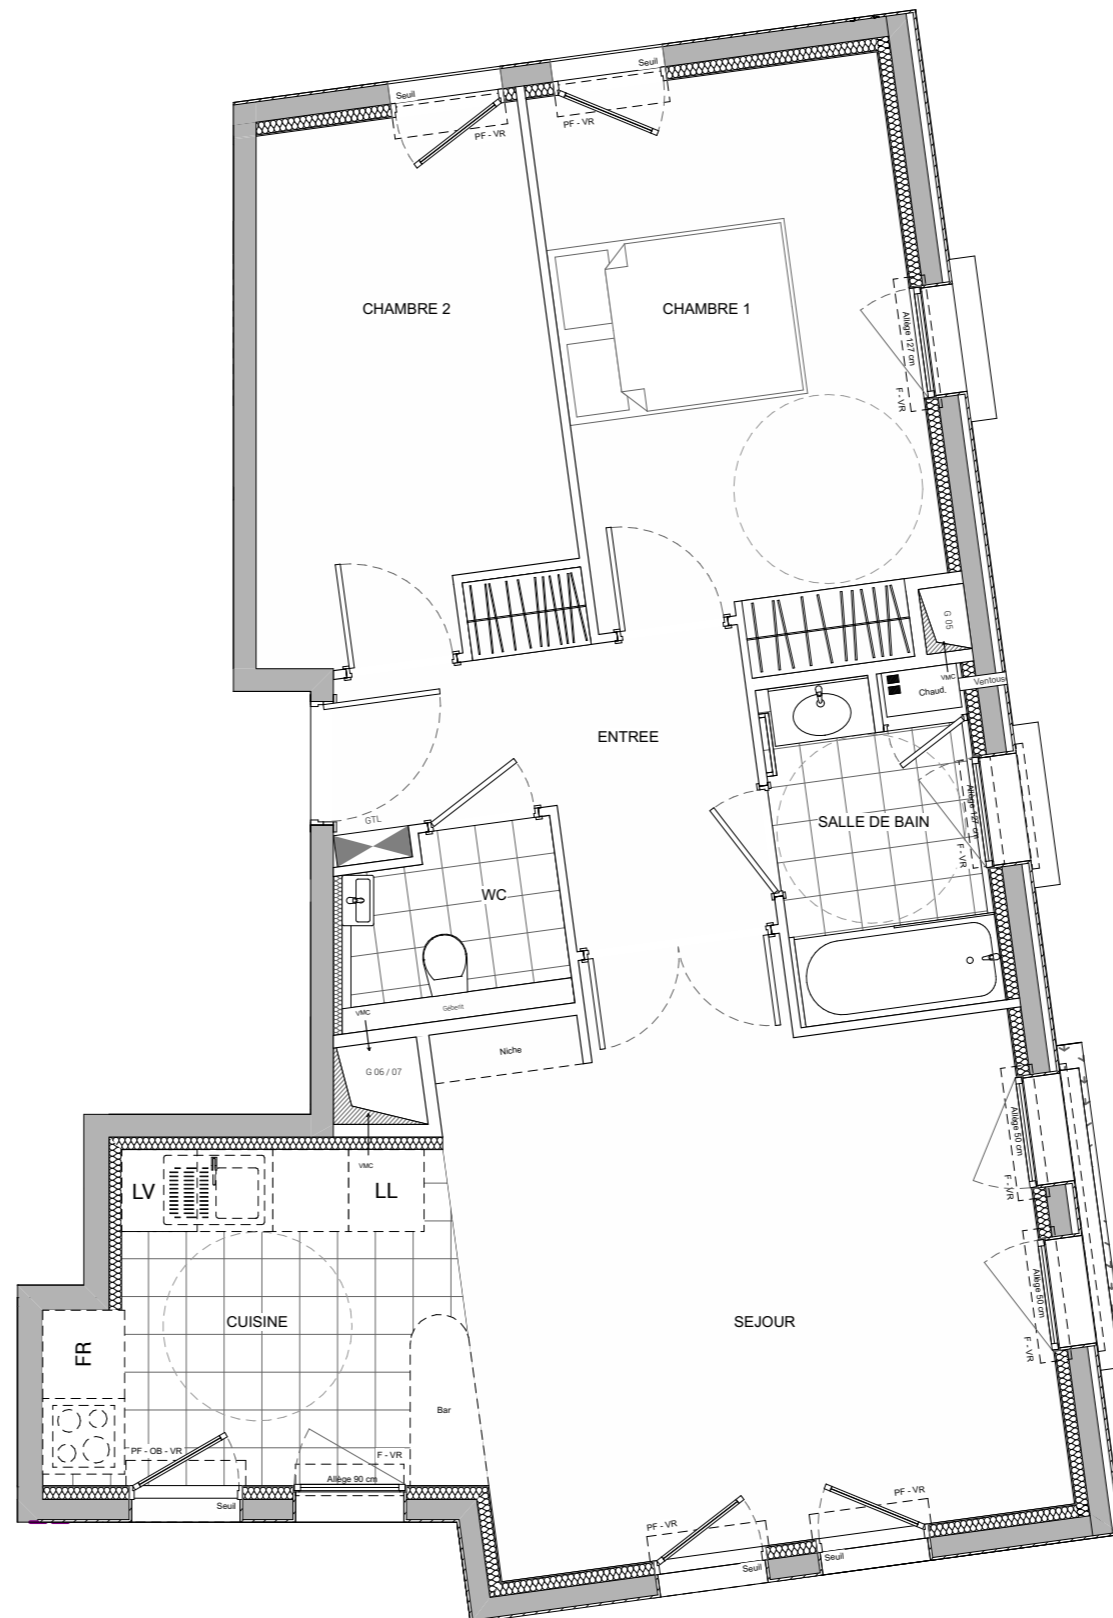 Seuil
Seuil
PF - VR
PF - VR
CHAMBRE 2
CHAMBRE 1
Allège 127 cm
F - VR
G 05
VMC
Chaud.
Ventouse
ENTREE
GTL
SALLE DE BAIN
Allège 127 cm
F - VR
WC
Gébérit
VMC
Niche
G 06 / 07
VMC
Allège 50 cm
F - VR
LV
LL
Allège 50 cm
F - VR
CUISINE
SEJOUR
FR
Bar
PF - OB - VR
F - VR
Allège 90 cm
Seuil
PF - VR
PF - VR
Seuil
Seuil